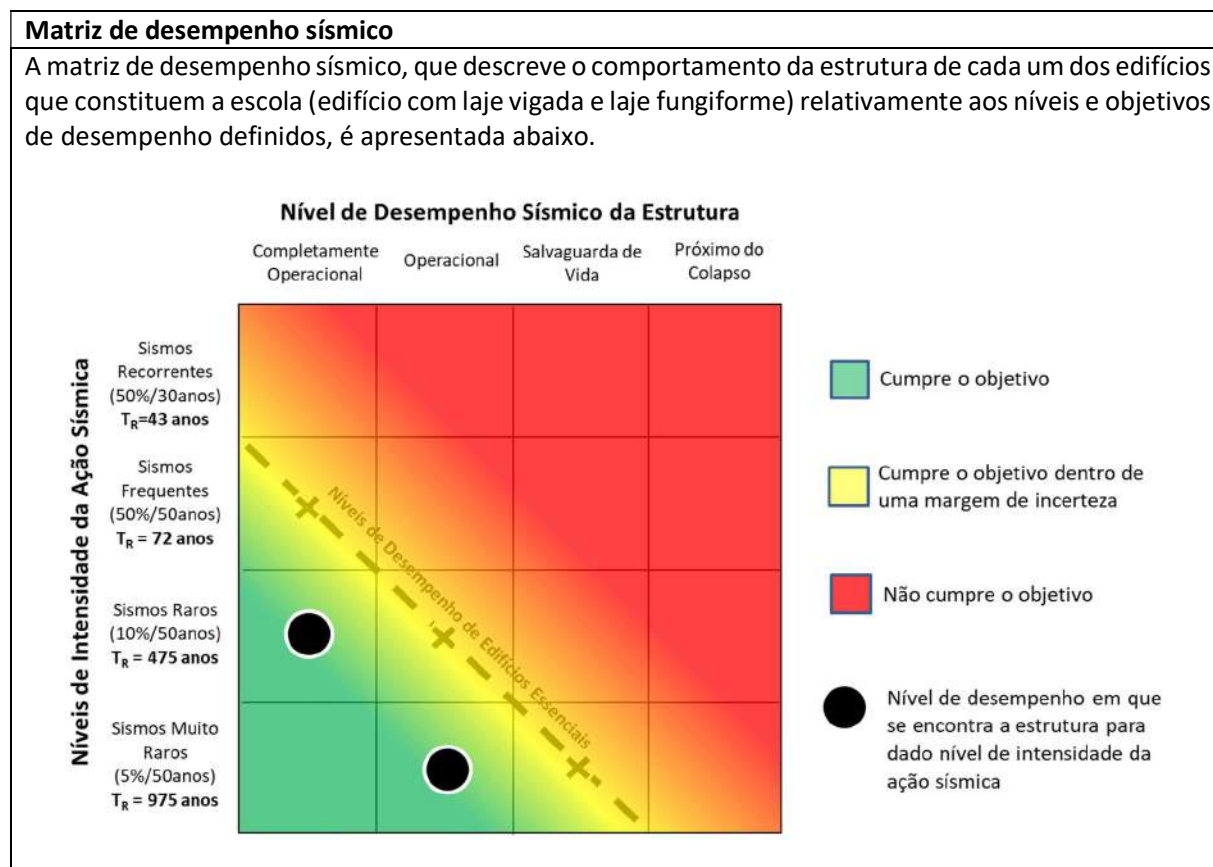 Matriz de desempenho sísmico
A matriz de desempenho sísmico, que descreve o comportamento da estrutura de cada um dos edifícios
que constituem a escola (edifício com laje vigada e laje fungiforme) relativamente aos níveis e objetivos
de desempenho definidos, é apresentada abaixo.
Nível de Desempenho Sísmico da Estrutura
Completamente
Operacional
Operacional
Salvaguarda de
Vida
Próximo do
Colapso
Níveis de Intensidade da Ação Sísmica
Sismos
Recorrentes
(50%/30anos)
TR=43 anos
Sismos
Frequentes
(50%/50anos)
TR = 72 anos
Sismos Raros
(10%/50anos)
TR = 475 anos
Sismos Muito
Raros
(5%/50anos)
TR = 975 anos
Níveis de Desempenho de Edifícios Essenciais
Cumpre o objetivo
Cumpre o objetivo dentro de
uma margem de incerteza
Não cumpre o objetivo
Nível de desempenho em que
se encontra a estrutura para
dado nível de intensidade da
ação sísmica